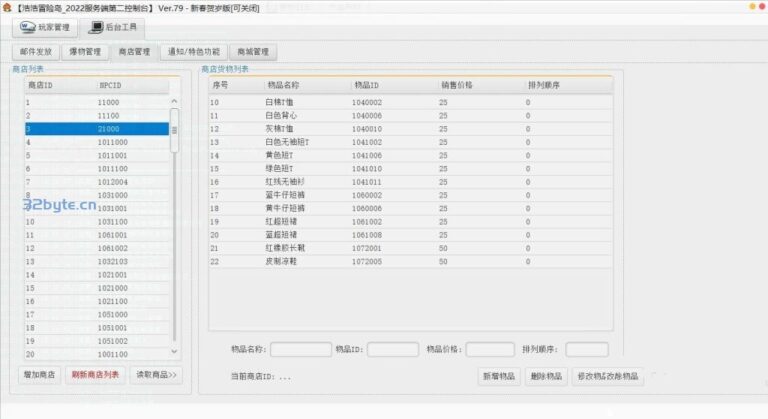 【浩浩冒险岛_2022服务端第二控制台】 Ver.79 - 新春贺岁版[可关闭]
玩家管理 后台工具
邮件发放 爆物管理 商店管理 通知/特色功能 商城管理
商店列表 商店货物列表
商店ID NPCID 序号 物品名称 物品ID 销售价格 排列顺序
1 11000 10 白棉T恤 1040002 25 0
2 11100 11 白色背心 1040006 25 0
3 21000 12 灰棉T恤 1040010 25 0
4 1011000 13 白色无袖短T 1041002 25 0
5 1011001 14 黄色短T 1041006 25 0
6 1011100 15 绿色短T 1041010 25 0
7 1012004 16 红线无袖衫 1041011 25 0
8 1031000 17 蓝牛仔短裤 1060002 25 0
1031001 18 黄牛仔短裤 1060006 25 0
32byte.cn
10 1031100 19 红超短裙 1061002 25 0
11 1061001 20 蓝超短裙 1061008 25 0
12 1061002 21 红橡胶长靴 1072001 50 0
13 1032103 22 皮制凉鞋 1072005 50 0
14 1021001
15 1021000
16 1021100
17 1051000
18 1051001
19 1051002
20 1001100
物品名称: 物品ID: 物品价格: 排列顺序:
增加商店 刷新商店列表 读取商品>> 当前商店ID: ... 新增物品 删除物品 修改物品改除物品